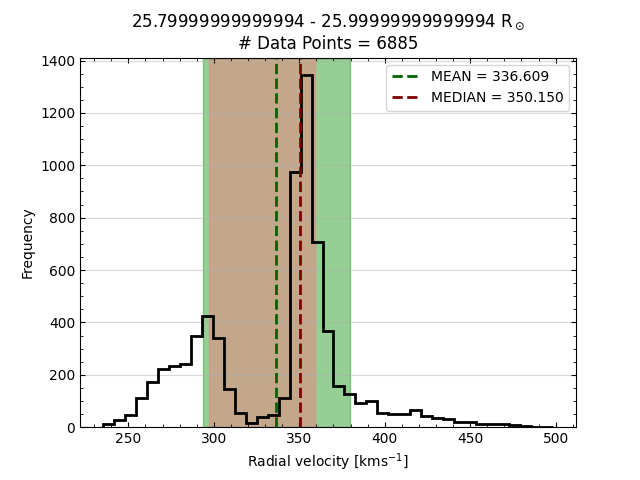 25.79999999999994 - 25.99999999999994 R⊙
# Data Points = 6885
MEAN = 336.609
MEDIAN = 350.150
1400
1200
1000
800
600
400
200
0
Frequency
250 300 350 400 450 500
Radial velocity [kms⁻¹]